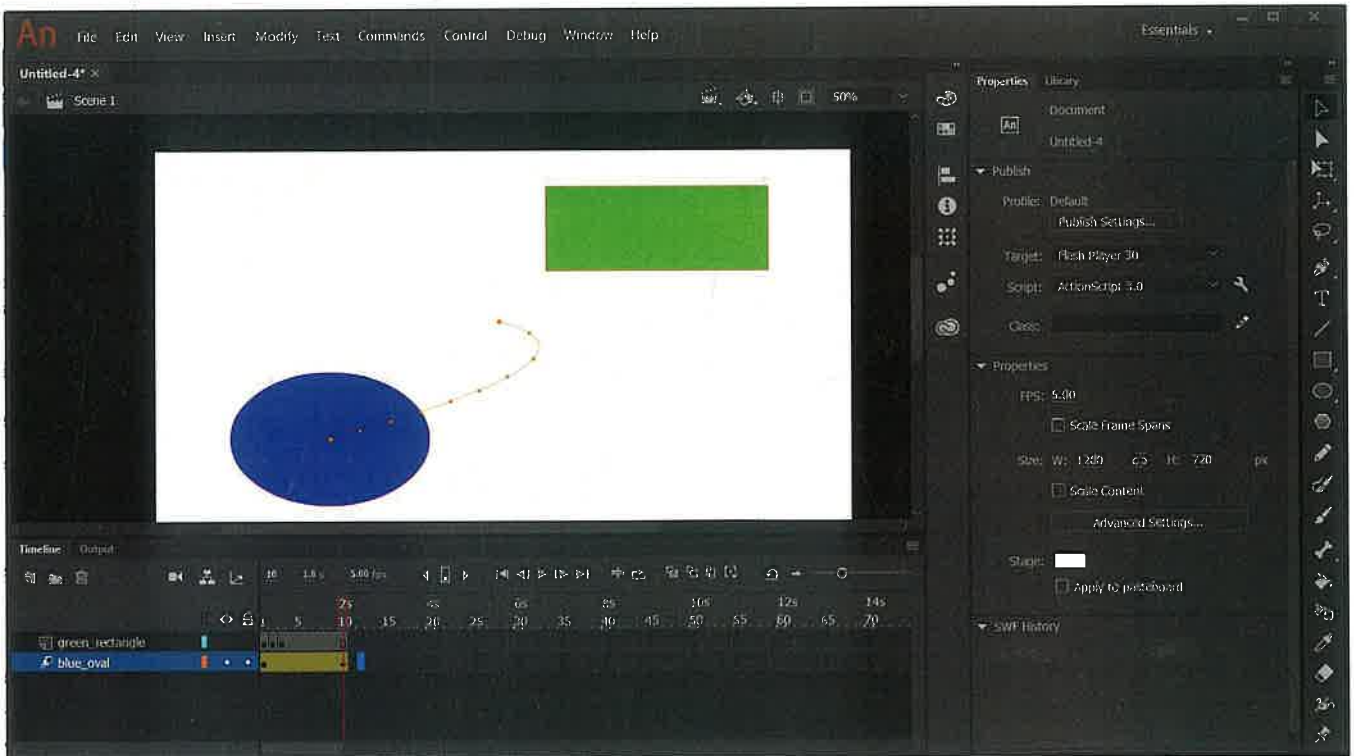 An File Edit View Insert Modify Text Commands Control Debug Window Help
Essentials
Untitled-4* ×
Scene 1
50%
Properties Library
Document
An
Untitled-4
Publish
Profile: Default
Publish Settings...
Target: Flash Player 30
Script: ActionScript 3.0
Class:
Properties
FPS: 5.00
Scale Frame Spans
Size: W: 1280 H: 720 px
Scale Content
Advanced Settings...
Stage:
Apply to pasteboard
SWF History
Timeline Output
10 1.8 s 5.00 fps
2s 4s 6s 8s 10s 12s 14s
1 5 10 15 20 25 30 35 40 45 50 55 60 65 70
green_rectangle
blue_oval